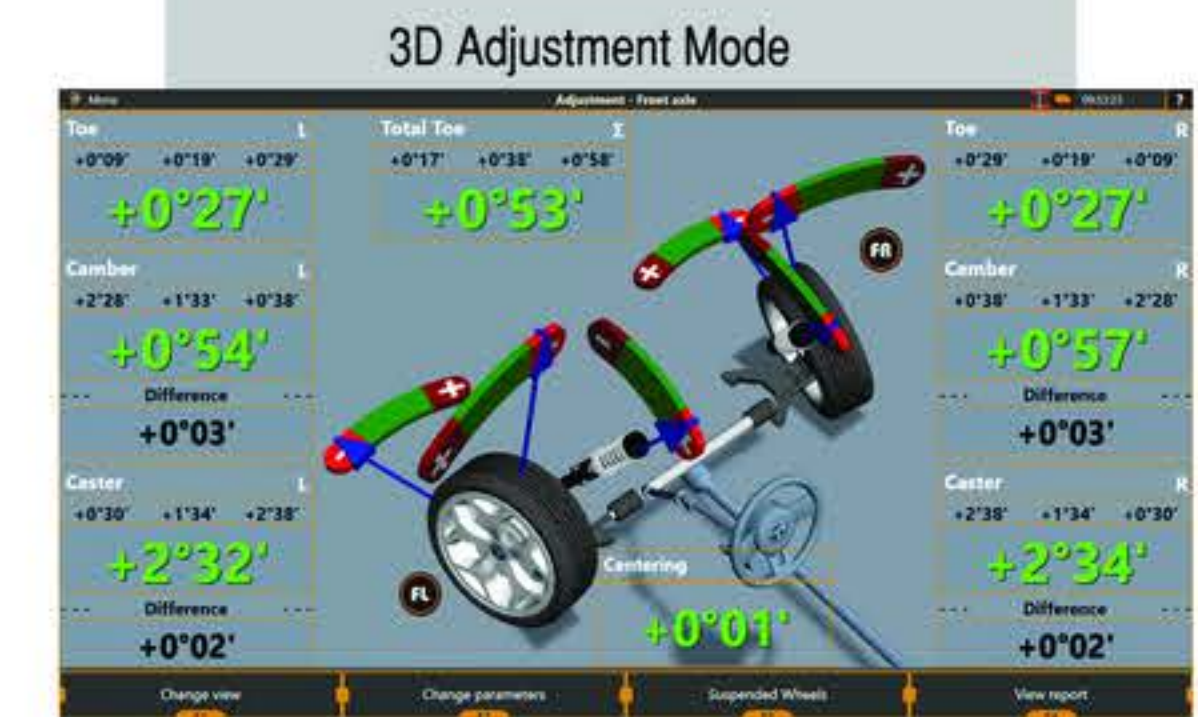 3D Adjustment Mode
Menu Adjustment - Front axle ?
Toe L
+0°09' +0°19' +0°29'
+0°27'
Total Toe Σ
+0°17' +0°38' +0°58'
+0°53'
Toe R
+0°29' +0°19' +0°09'
+0°27'
FR
Camber L
+2°28' +1°33' +0°38'
+0°54'
Difference
--- ---
+0°03'
Camber R
+0°38' +1°33' +2°28'
+0°57'
Difference
--- ---
+0°03'
Caster L
+0°30' +1°34' +2°38'
+2°32'
Difference
--- ---
+0°02'
FL
Centering
+0°01'
Caster R
+2°38' +1°34' +0°30'
+2°34'
Difference
--- ---
+0°02'
Change view Change parameters Suspended Wheels View report